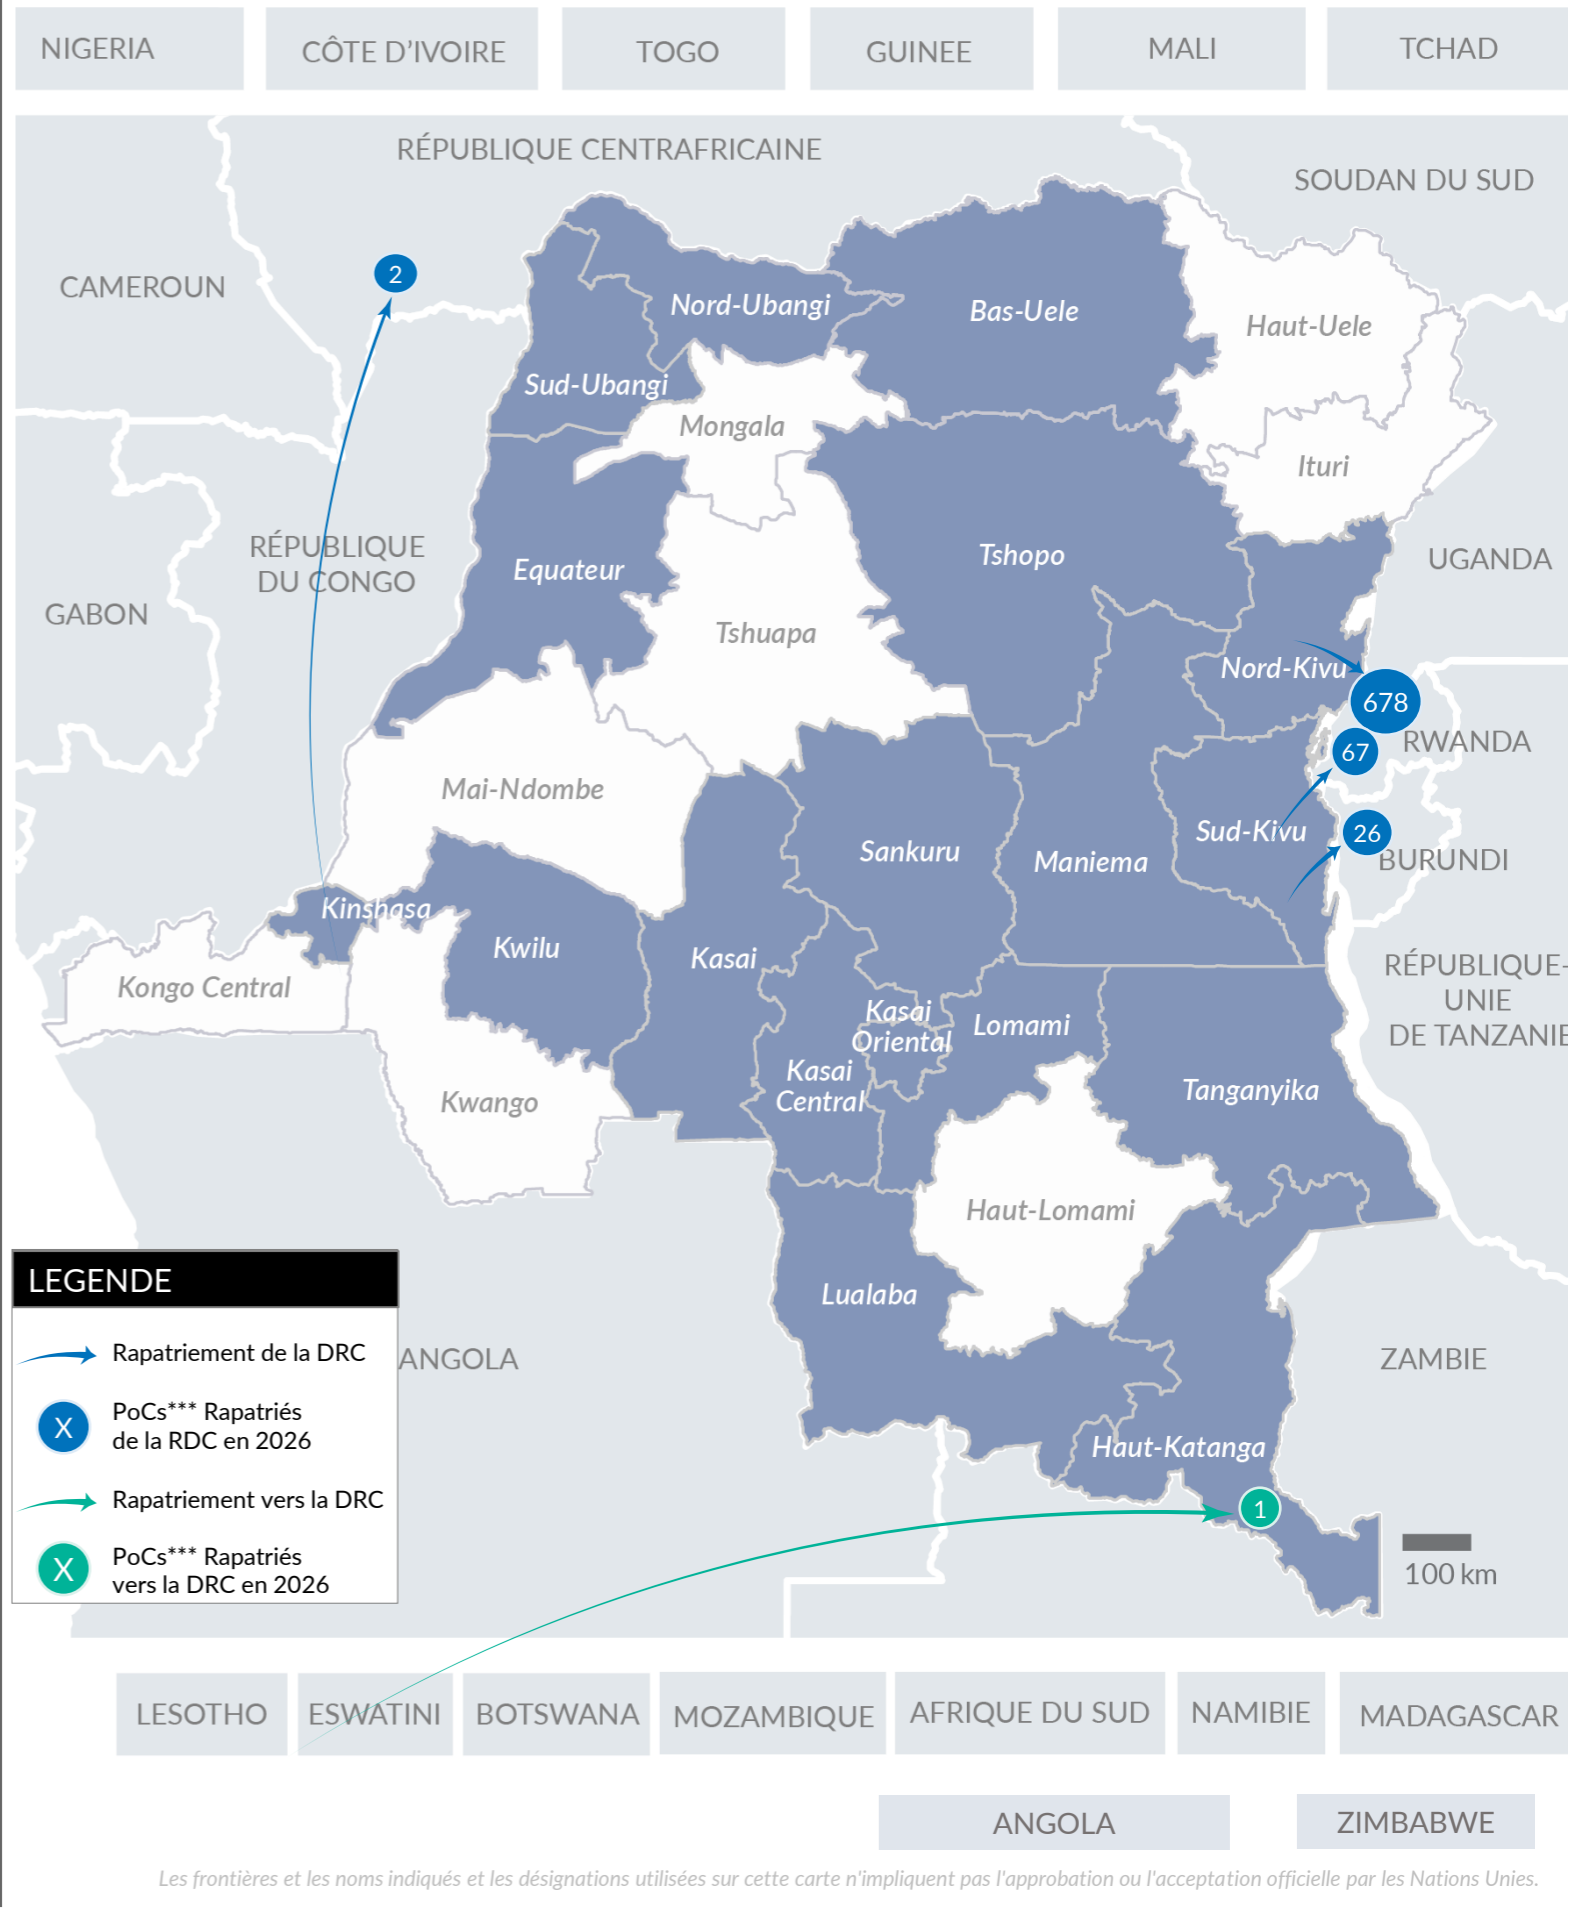 NIGERIA
CÔTE D'IVOIRE
TOGO
GUINEE
MALI
TCHAD
RÉPUBLIQUE CENTRAFRICAINE
SOUDAN DU SUD
CAMEROUN
2
Nord-Ubangi
Bas-Uele
Haut-Uele
Sud-Ubangi
Mongala
Ituri
RÉPUBLIQUE
DU CONGO
Equateur
Tshopo
UGANDA
GABON
Tshuapa
Nord-Kivu
678
67
RWANDA
Mai-Ndombe
Sankuru
Maniema
Sud-Kivu
26
BURUNDI
Kinshasa
Kwilu
Kasai
Kongo Central
RÉPUBLIQUE-
UNIE
DE TANZANIE
Kasai
Oriental
Lomami
Kasai
Central
Kwango
Tanganyika
Haut-Lomami
Lualaba
LEGENDE
Rapatriement de la DRC
X
PoCs*** Rapatriés
de la RDC en 2026
Rapatriement vers la DRC
X
PoCs*** Rapatriés
vers la DRC en 2026
ANGOLA
ZAMBIE
Haut-Katanga
1
100 km
LESOTHO
ESWATINI
BOTSWANA
MOZAMBIQUE
AFRIQUE DU SUD
NAMIBIE
MADAGASCAR
ANGOLA
ZIMBABWE
Les frontières et les noms indiqués et les désignations utilisées sur cette carte n'impliquent pas l'approbation ou l'acceptation officielle par les Nations Unies.